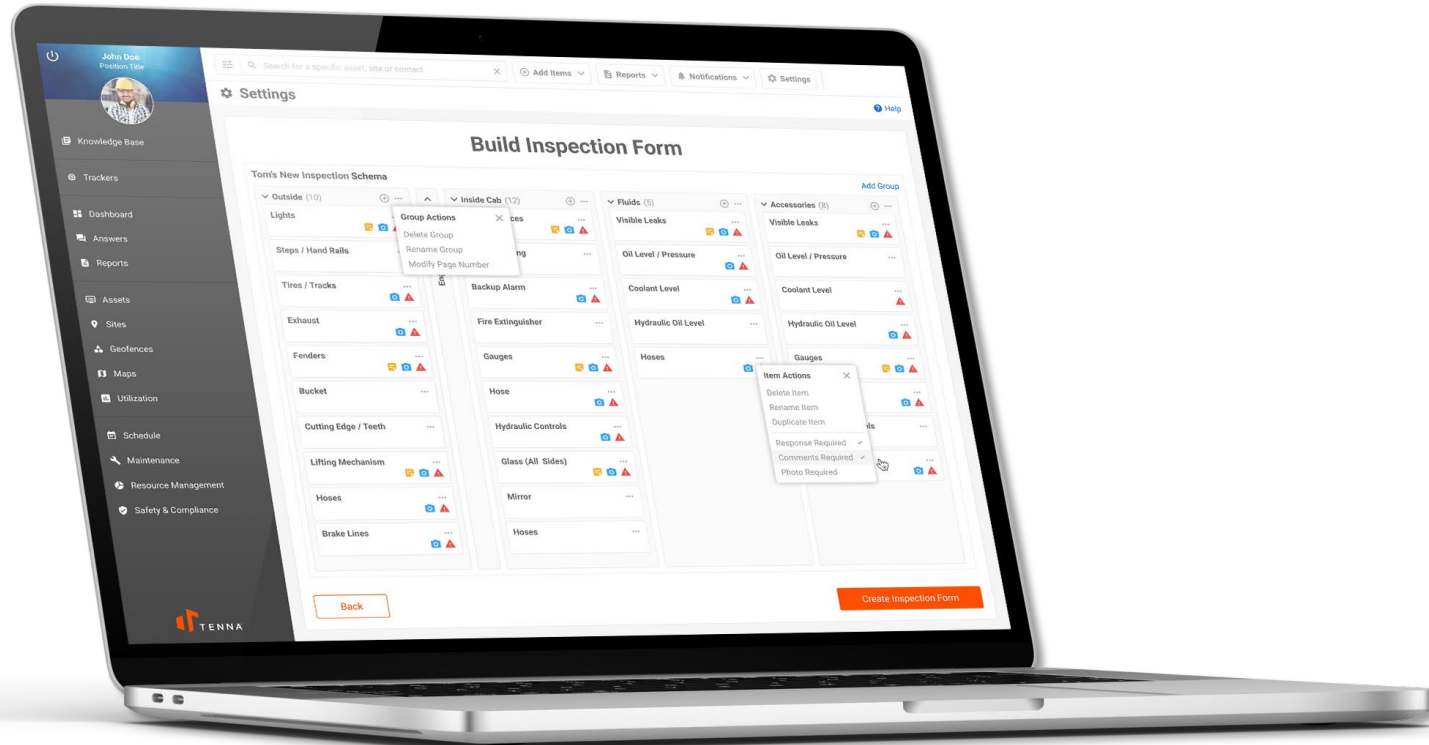 John Doe
Position Title
Search for a specific asset, site or contact
Add Items
Reports
Notifications
Settings
Settings
Help
Knowledge Base
Trackers
Dashboard
Answers
Reports
Assets
Sites
Geofences
Maps
Utilization
Schedule
Maintenance
Resource Management
Safety & Compliance
TENNA
Build Inspection Form
Tom's New Inspection Schema
Add Group
Outside (10)
Lights
Steps / Hand Rails
Tires / Tracks
Exhaust
Fenders
Bucket
Cutting Edge / Teeth
Lifting Mechanism
Hoses
Brake Lines
Group Actions
Delete Group
Rename Group
Modify Page Number
Inside Cab (12)
Backup Alarm
Fire Extinguisher
Gauges
Hose
Hydraulic Controls
Glass (All Sides)
Mirror
Hoses
Fluids (5)
Visible Leaks
Oil Level / Pressure
Coolant Level
Hydraulic Oil Level
Hoses
Accessories (8)
Visible Leaks
Oil Level / Pressure
Coolant Level
Hydraulic Oil Level
Gauges
Item Actions
Delete Item
Rename Item
Duplicate Item
Response Required
Comments Required
Photo Required
Back
Create Inspection Form